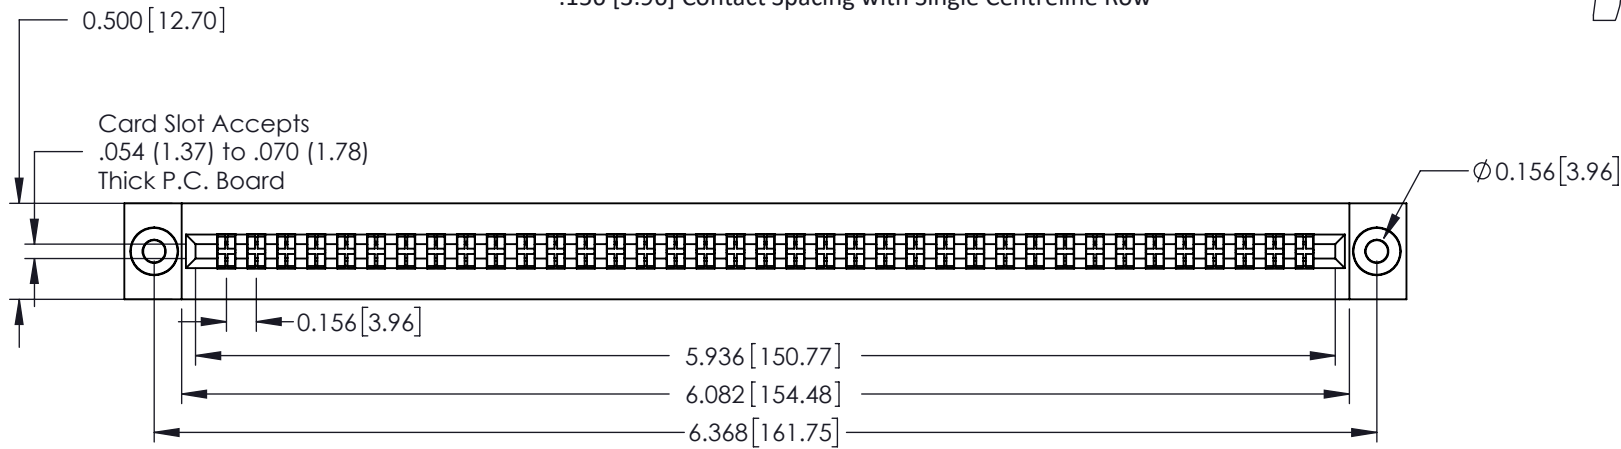 .156 [3.96] Contact Spacing with Single Centreline Row
0.500 [12.70]
Card Slot Accepts
.054 (1.37) to .070 (1.78)
Thick P.C. Board
Ø0.156[3.96]
0.156[3.96]
5.936[150.77]
6.082[154.48]
6.368[161.75]